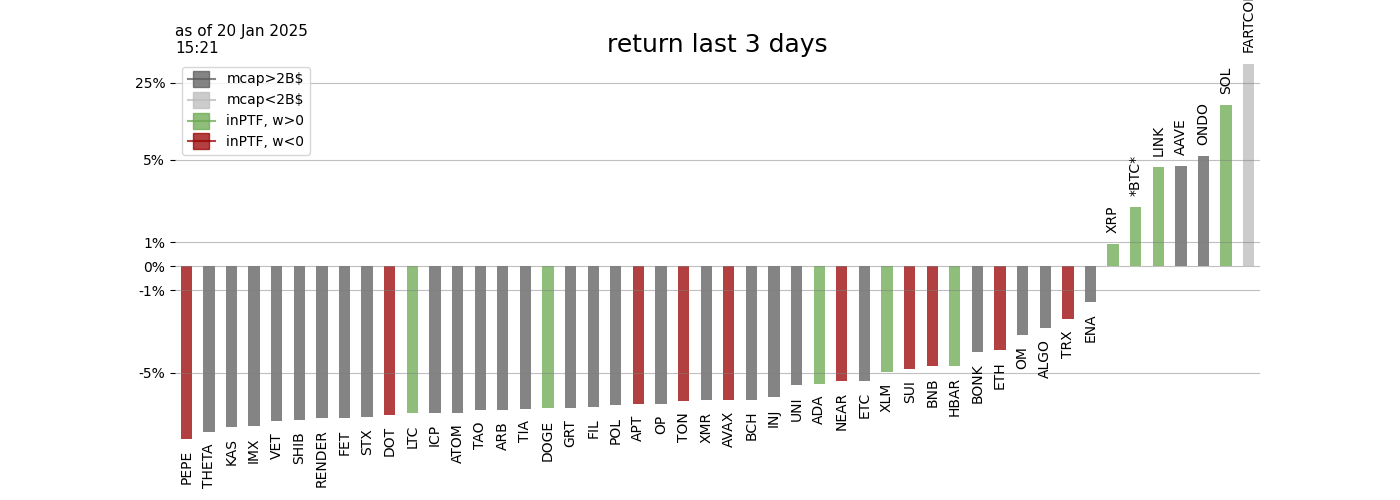 as of 20 Jan 2025
15:21
return last 3 days
mcap>2B$
mcap<2B$
inPTF, w>0
inPTF, w<0
25%
5%
1%
0%
-1%
-5%
PEPE
THETA
KAS
IMX
VET
SHIB
RENDER
FET
STX
DOT
LTC
ICP
ATOM
TAO
ARB
TIA
DOGE
GRT
FIL
POL
APT
OP
TON
XMR
AVAX
BCH
INJ
UNI
ADA
NEAR
ETC
XLM
SUI
BNB
HBAR
BONK
ETH
OM
ALGO
TRX
ENA
XRP
*BTC*
LINK
AAVE
ONDO
SOL